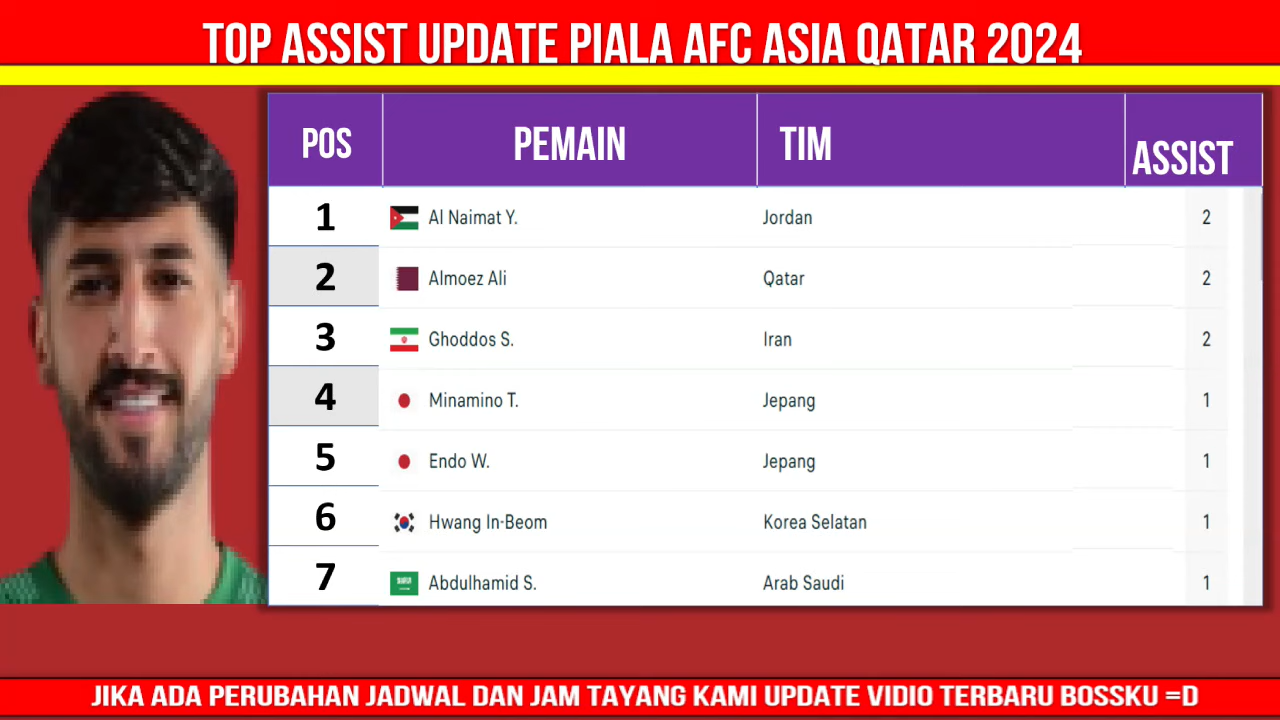 TOP ASSIST UPDATE PIALA AFC ASIA QATAR 2024
POS PEMAIN TIM ASSIST
1 Al Naimat Y. Jordan 2
2 Almoez Ali Qatar 2
3 Ghoddos S. Iran 2
4 Minamino T. Jepang 1
5 Endo W. Jepang 1
6 Hwang In-Beom Korea Selatan 1
7 Abdulhamid S. Arab Saudi 1
JIKA ADA PERUBAHAN JADWAL DAN JAM TAYANG KAMI UPDATE VIDIO TERBARU BOSSKU =D